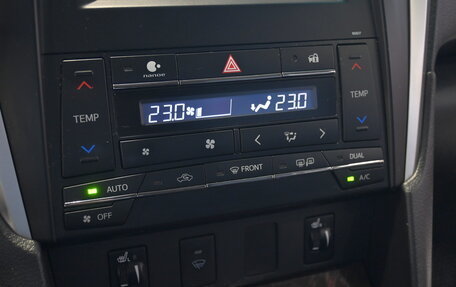 nanoe
TEMP
23.0
23.0
TEMP
FRONT
DUAL
AUTO
A/C
OFF